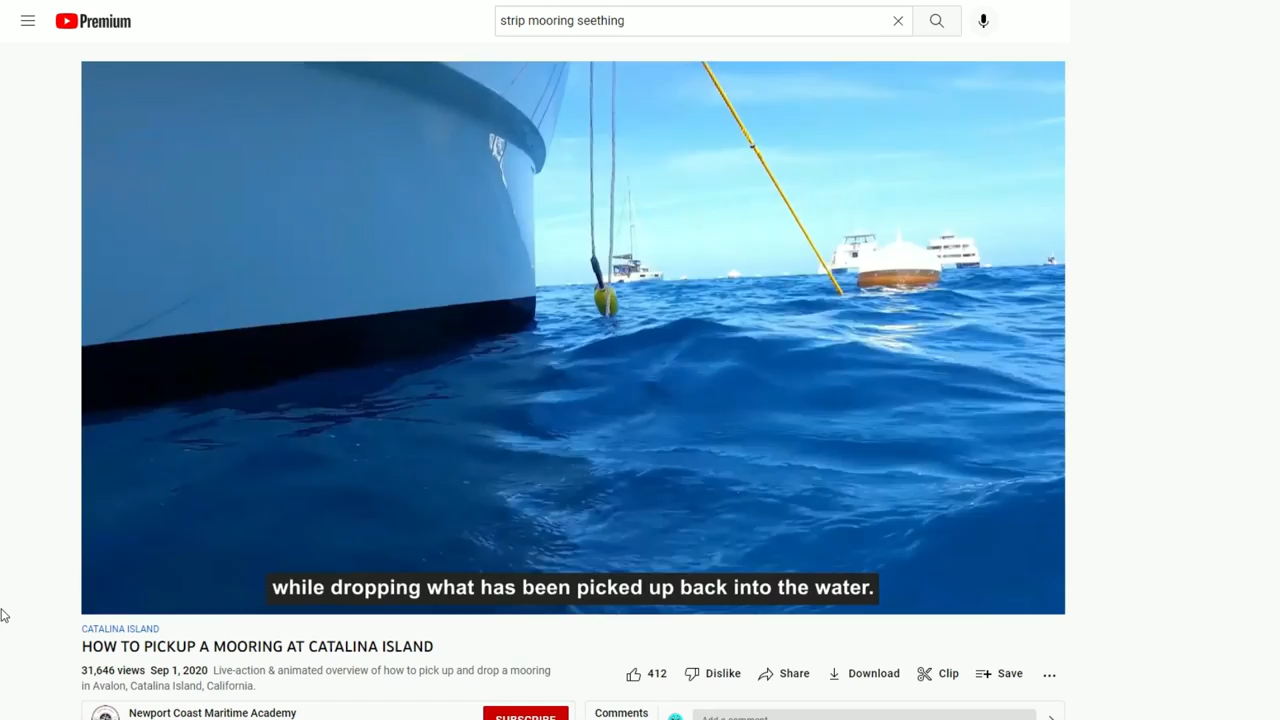 Premium
strip mooring seething
while dropping what has been picked up back into the water.
CATALINA ISLAND
HOW TO PICKUP A MOORING AT CATALINA ISLAND
31,646 views Sep 1, 2020 Live-action & animated overview of how to pick up and drop a mooring
in Avalon, Catalina Island, California.
412 Dislike Share Download Clip Save
Newport Coast Maritime Academy
SUBSCRIBE
Comments
Add a comment